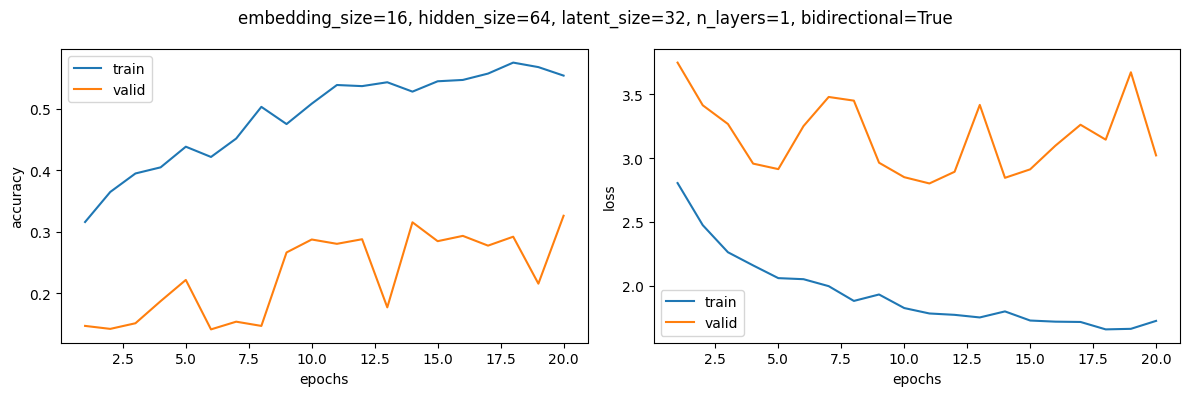 embedding_size=16, hidden_size=64, latent_size=32, n_layers=1, bidirectional=True
train
valid
0.5
0.4
0.3
0.2
accuracy
2.5 5.0 7.5 10.0 12.5 15.0 17.5 20.0
epochs
3.5
3.0
2.5
2.0
loss
train
valid
2.5 5.0 7.5 10.0 12.5 15.0 17.5 20.0
epochs